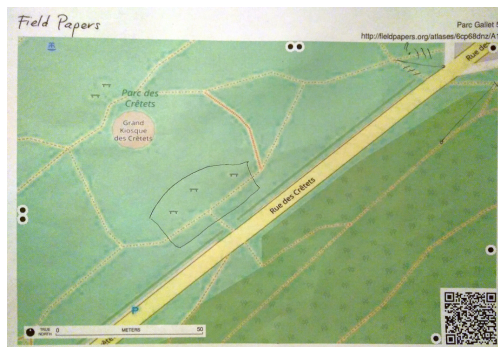 Field Papers
Parc Gallet
http://fieldpapers.org/atlases/6cp68dnz/A1
Rue des
Parc des
Crêtets
Grand
Kiosque
des Crêtets
Rue des Crêtets
P
TRUE
NORTH
0
METERS
50